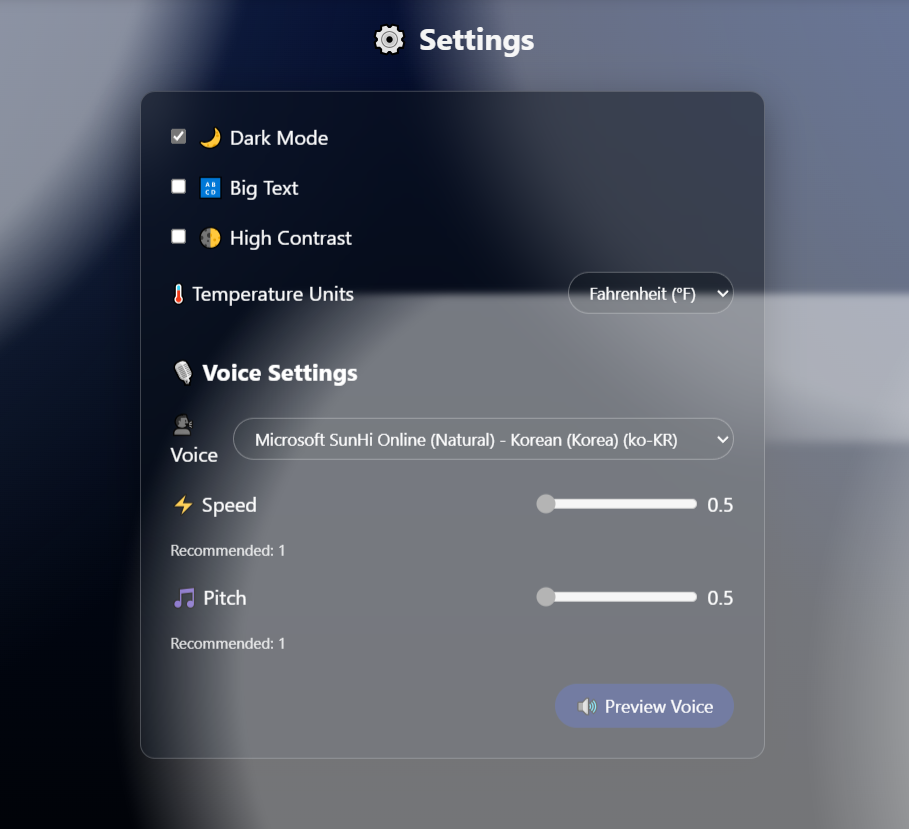 Settings
Dark Mode
Big Text
High Contrast
Temperature Units Fahrenheit (°F)
Voice Settings
Voice Microsoft SunHi Online (Natural) - Korean (Korea) (ko-KR)
Speed 0.5
Recommended: 1
Pitch 0.5
Recommended: 1
Preview Voice